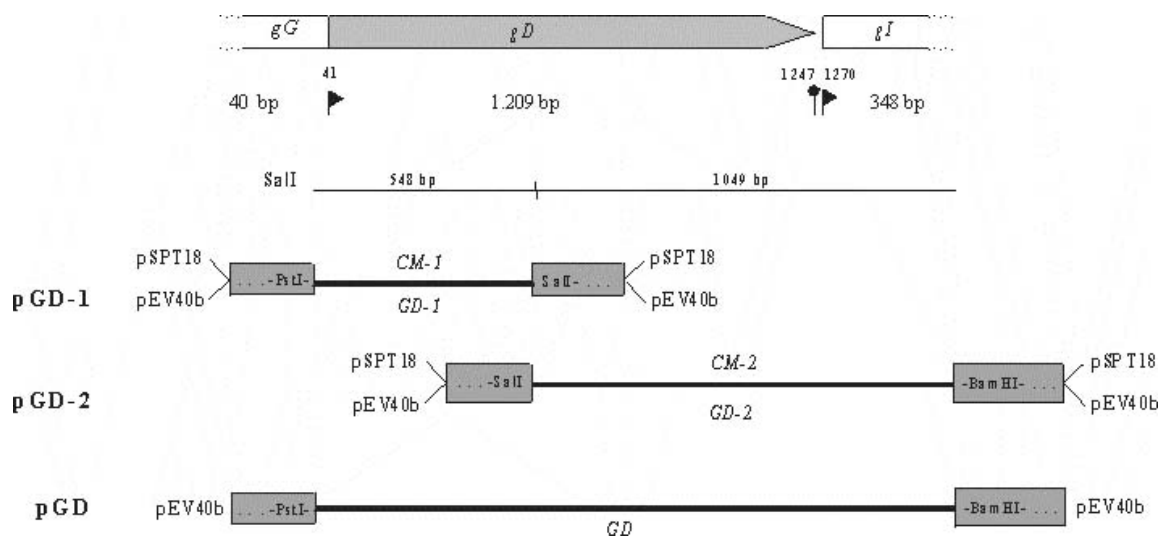 gG gD gI
41 1247 1270
40 bp 1.209 bp 348 bp
SalI 548 bp 1049 bp
pSPT18 CM-1 pSPT18
....-PstI- SalI- ...
pGD-1 pEV40b GD-1 pEV40b
pSPT18 CM-2 pSPT18
....-SalI -BamHI- ...
pGD-2 pEV40b GD-2 pEV40b
pGD pEV40b ....-PstI- GD -BamHI- ... pEV40b